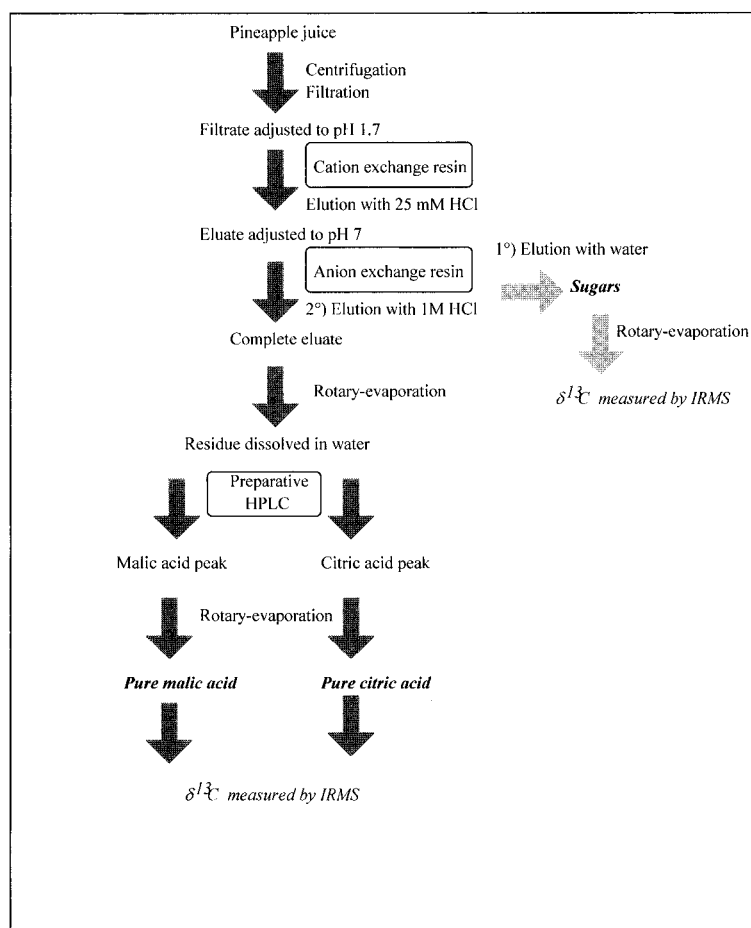 Pineapple juice
Centrifugation
Filtration
Filtrate adjusted to pH 1.7
Cation exchange resin
Elution with 25 mM HCl
Eluate adjusted to pH 7
1°) Elution with water
Anion exchange resin
Sugars
2°) Elution with 1M HCl
Complete eluate
Rotary-evaporation
Rotary-evaporation
δ13C measured by IRMS
Residue dissolved in water
Preparative
HPLC
Malic acid peak
Citric acid peak
Rotary-evaporation
Pure malic acid
Pure citric acid
δ13C measured by IRMS